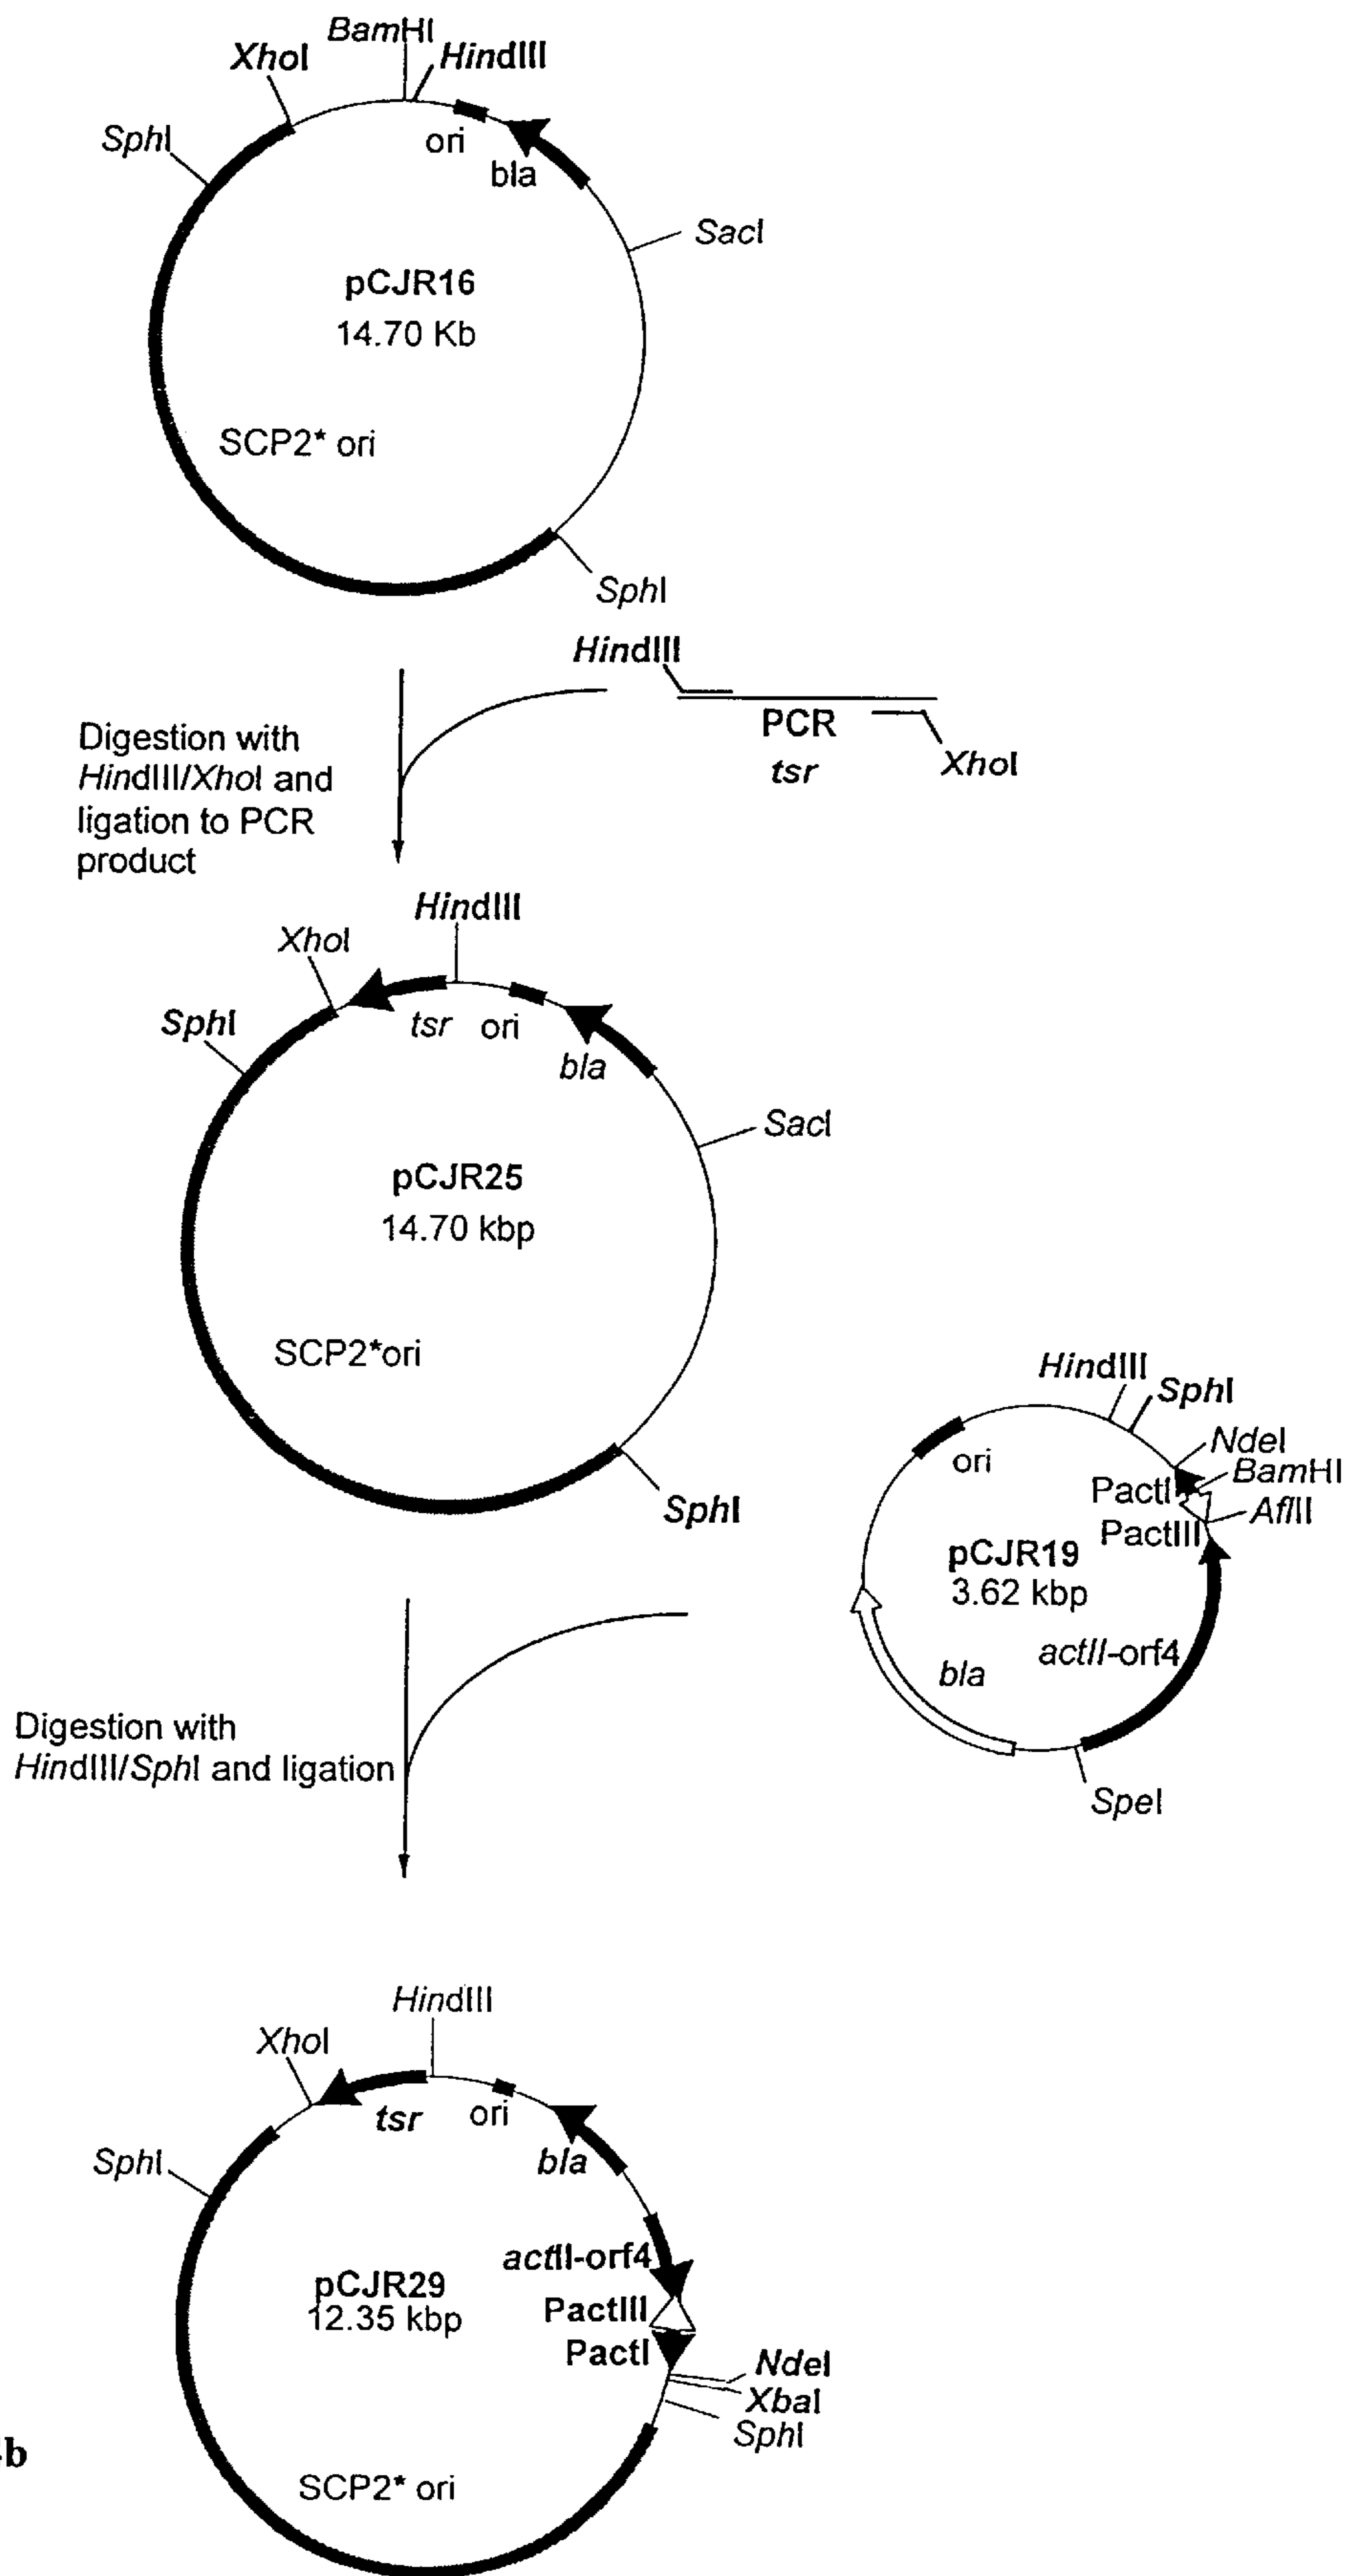 BamHI
XhoI
HindIII
SphI
ori
bla
SacI
pCJR16
14.70 Kb
SCP2* ori
SphI
HindIII
PCR
tsr
XhoI
Digestion with
HindIII/XhoI and
ligation to PCR
product
HindIII
XhoI
SphI
tsr
ori
bla
SacI
pCJR25
14.70 kbp
SCP2*ori
SphI
HindIII
SphI
NdeI
BamHI
AflII
ori
PactI
PactIII
pCJR19
3.62 kbp
actII-orf4
bla
SpeI
Digestion with
HindIII/SphI and ligation
HindIII
XhoI
tsr
ori
SphI
bla
actII-orf4
pCJR29
12.35 kbp
PactIII
PactI
NdeI
XbaI
SphI
SCP2* ori